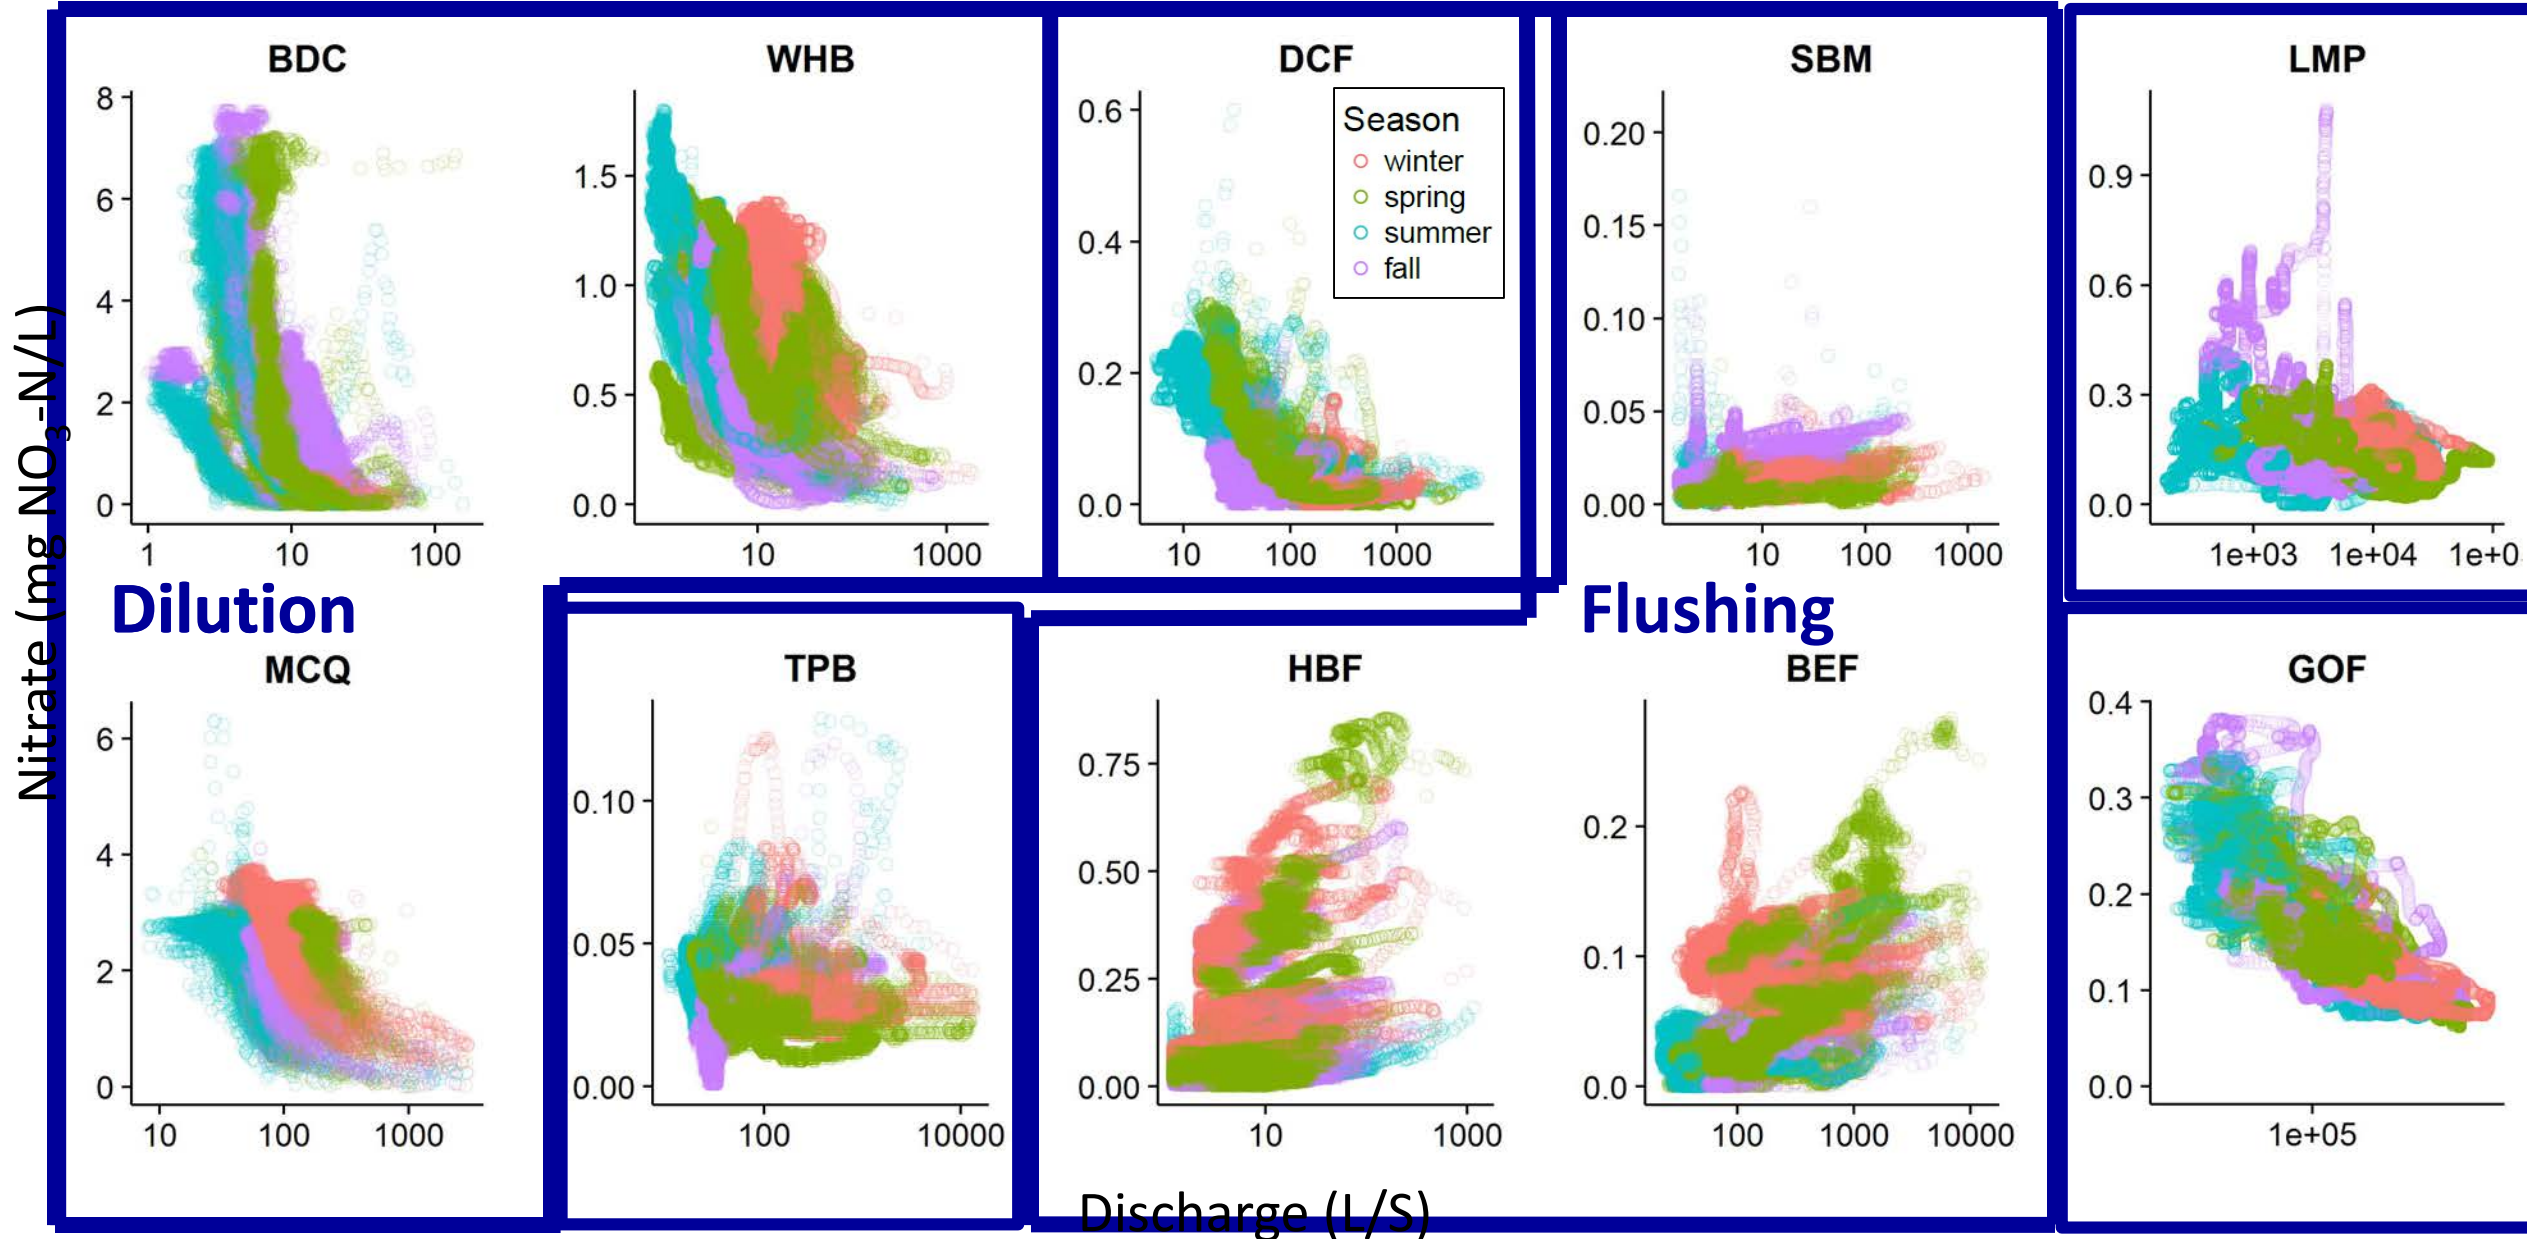 BDC
WHB
DCF
SBM
LMP
8
6
4
2
0
1
10
100
1.5
1.0
0.5
0.0
10
1000
0.6
0.4
0.2
0.0
10
100
1000
Season
winter
spring
summer
fall
0.20
0.15
0.10
0.05
0.00
10
100
1000
0.9
0.6
0.3
0.0
1e+03
1e+04
1e+0
Dilution
Flushing
Nitrate (mg NO3-N/L)
MCQ
TPB
HBF
BEF
GOF
6
4
2
0
10
100
1000
0.10
0.05
0.00
100
10000
0.75
0.50
0.25
0.00
10
1000
0.2
0.1
0.0
100
1000
10000
0.4
0.3
0.2
0.1
0.0
1e+05
Discharge (L/S)